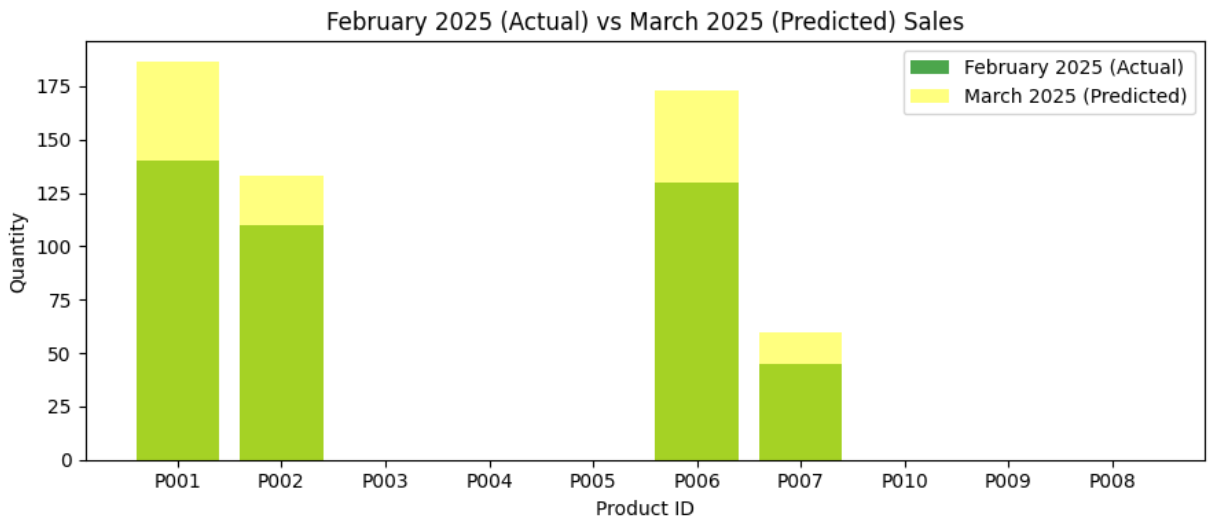 February 2025 (Actual) vs March 2025 (Predicted) Sales
February 2025 (Actual)
March 2025 (Predicted)
Quantity
175
150
125
100
75
50
25
0
P001 P002 P003 P004 P005 P006 P007 P010 P009 P008
Product ID